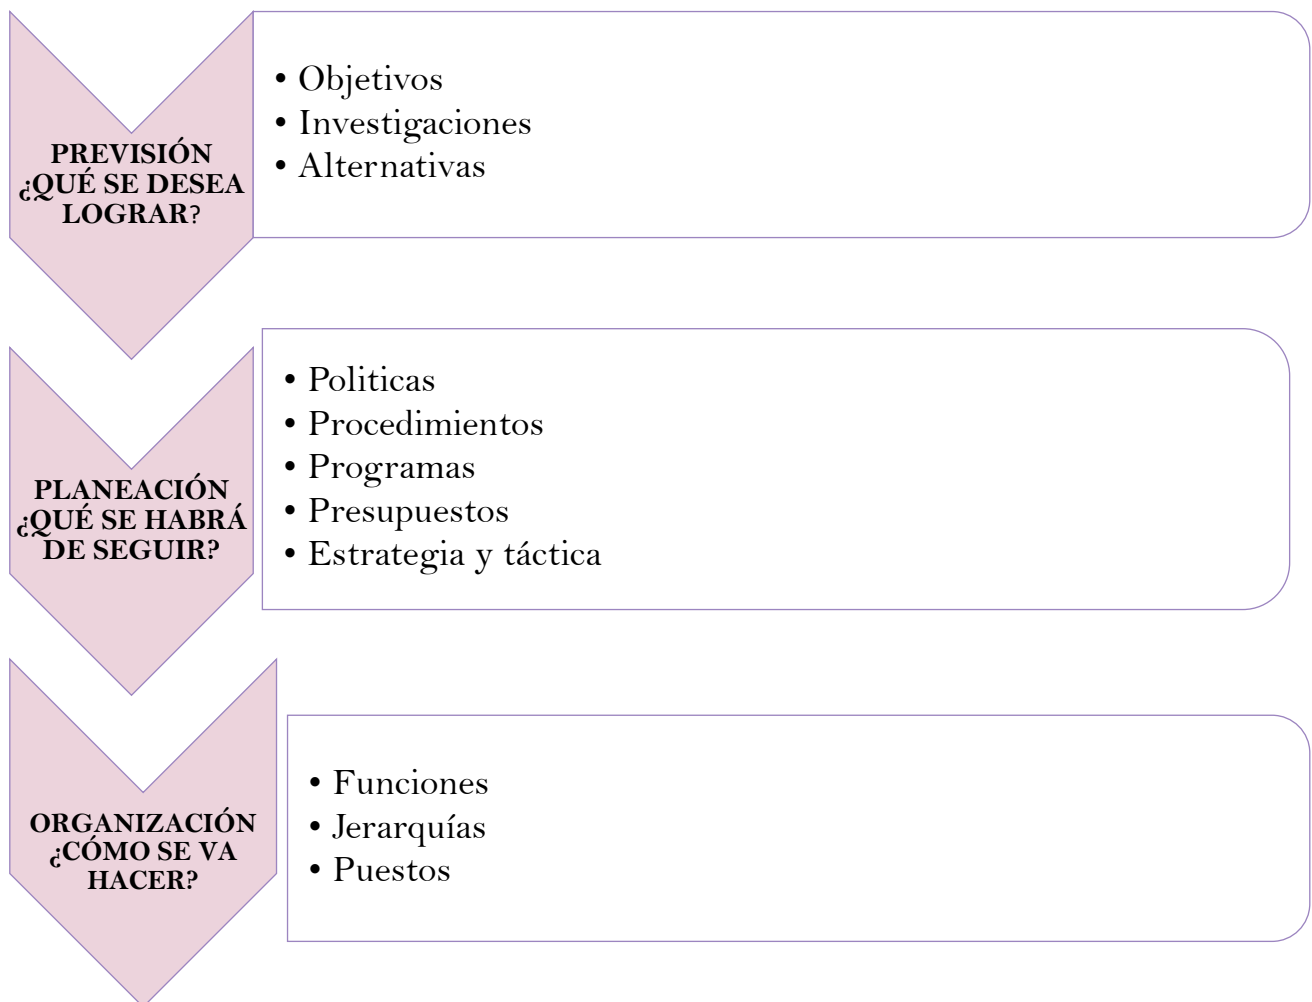 PREVISIÓN
¿QUÉ SE DESEA
LOGRAR?
• Objetivos
• Investigaciones
• Alternativas
PLANEACIÓN
¿QUÉ SE HABRÁ
DE SEGUIR?
• Politicas
• Procedimientos
• Programas
• Presupuestos
• Estrategia y táctica
ORGANIZACIÓN
¿CÓMO SE VA
HACER?
• Funciones
• Jerarquías
• Puestos